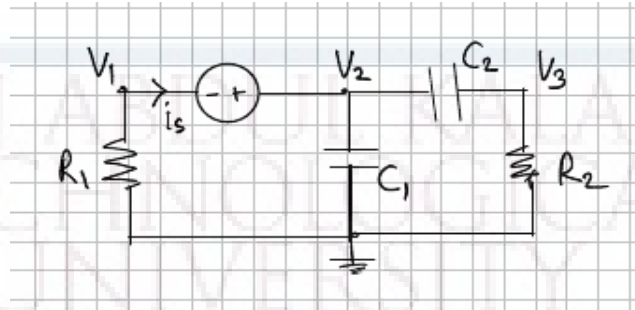 V₁ V₂ C₂ V₃
iₛ - +
R₁ C₁ R₂